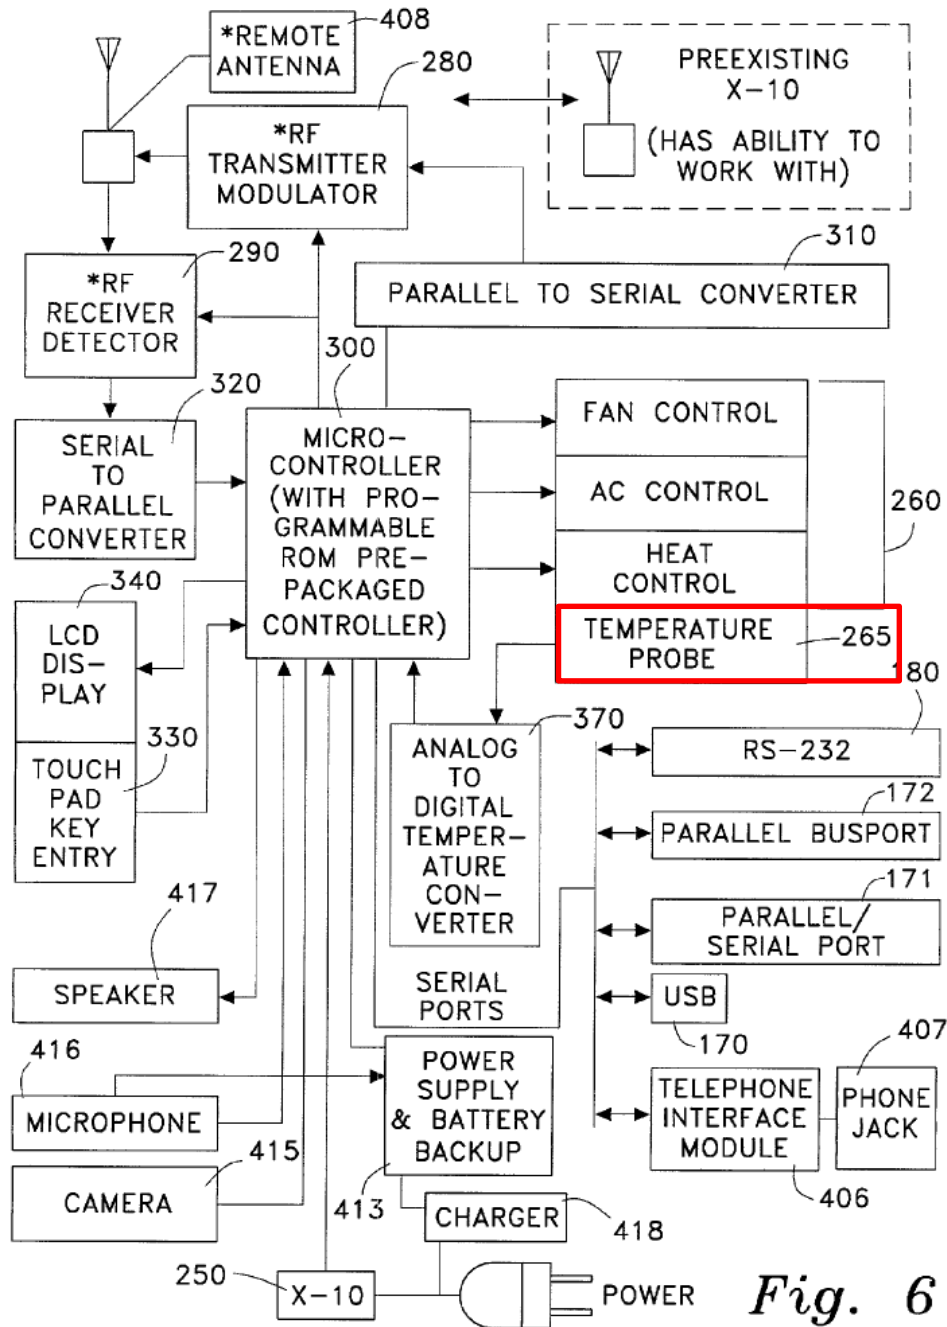 *REMOTE
ANTENNA
408
280
*RF
TRANSMITTER
MODULATOR
PREEXISTING
X-10
(HAS ABILITY TO
WORK WITH)
290
*RF
RECEIVER
DETECTOR
310
PARALLEL TO SERIAL CONVERTER
300
320
SERIAL
TO
PARALLEL
CONVERTER
MICRO-
CONTROLLER
(WITH PRO-
GRAMMABLE
ROM PRE-
PACKAGED
CONTROLLER)
FAN CONTROL
AC CONTROL
HEAT
CONTROL
260
TEMPERATURE
PROBE
265
340
LCD
DIS-
PLAY
330
TOUCH
PAD
KEY
ENTRY
370
ANALOG
TO
DIGITAL
TEMPER-
ATURE
CON-
VERTER
180
RS-232
172
PARALLEL BUSPORT
171
PARALLEL/
SERIAL PORT
USB
170
417
SPEAKER
SERIAL
PORTS
416
MICROPHONE
POWER
SUPPLY
& BATTERY
BACKUP
413
407
TELEPHONE
INTERFACE
MODULE
PHONE
JACK
406
415
CAMERA
CHARGER
418
250
X-10
POWER
Fig. 6